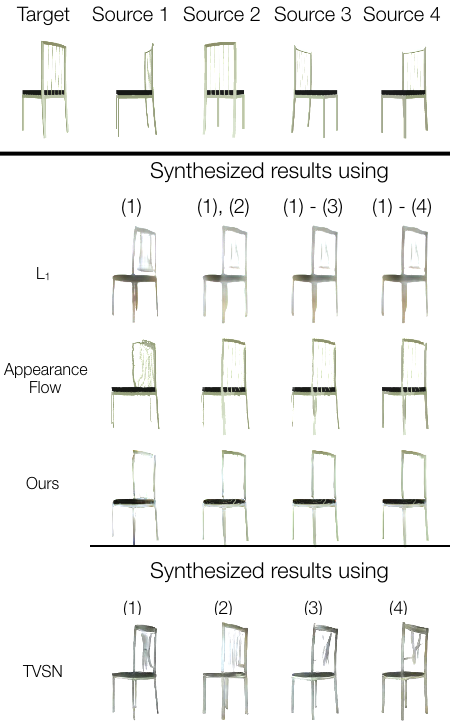 Target Source 1 Source 2 Source 3 Source 4
Synthesized results using
(1) (1), (2) (1) - (3) (1) - (4)
L₁
Appearance
Flow
Ours
Synthesized results using
(1) (2) (3) (4)
TVSN